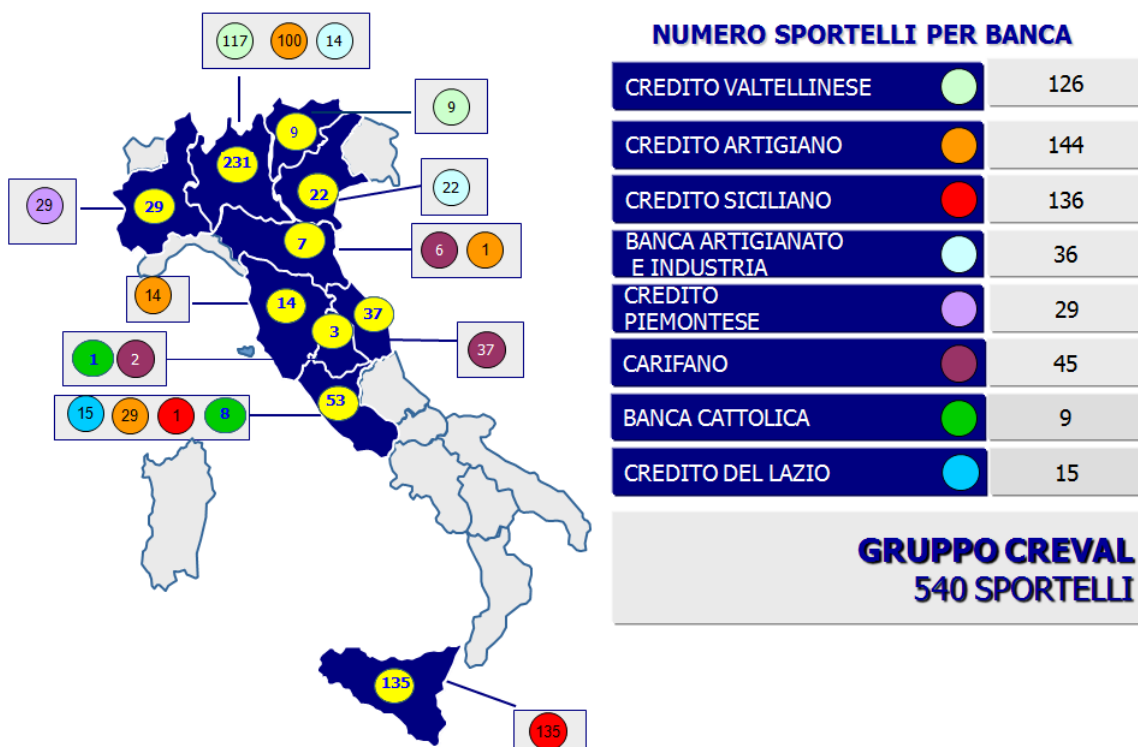 117 100 14
9
9
231
22
22
29
29
7
6 1
14
14
37
3
37
1 2
53
15 29 1 8
135
135
NUMERO SPORTELLI PER BANCA
CREDITO VALTELLINESE 126
CREDITO ARTIGIANO 144
CREDITO SICILIANO 136
BANCA ARTIGIANATO
E INDUSTRIA 36
CREDITO
PIEMONTESE 29
CARIFANO 45
BANCA CATTOLICA 9
CREDITO DEL LAZIO 15
GRUPPO CREVAL
540 SPORTELLI